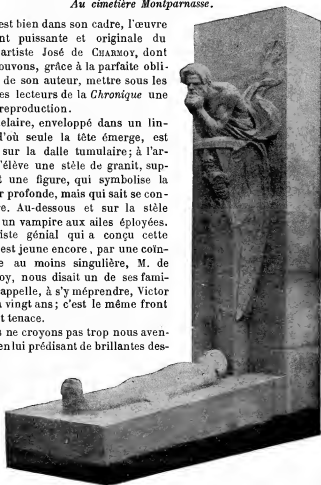 Au cimetière Montparnasse.
est bien dans son cadre, l'œuvre
nt puissante et originale du
artiste José de CHARMOY, dont
ouvons, grâce à la parfaite obli-
de son auteur, mettre sous les
es lecteurs de la Chronique une
reproduction.
elaire, enveloppé dans un lin-
d'où seule la tête émerge, est
sur la dalle tumulaire; à l'ar-
'élève une stèle de granit, sup-
t une figure, qui symbolise la
r profonde, mais qui sait se con-
e. Au-dessous et sur la stèle
un vampire aux ailes éployées.
iste génial qui a conçu cette
est jeune encore, par une coïn-
e au moins singulière, M. de
oy, nous disait un de ses fami-
appelle, à s'y méprendre, Victor
à vingt ans; c'est le même front
t tenace.
s ne croyons pas trop nous aven-
en lui prédisant de brillantes des-